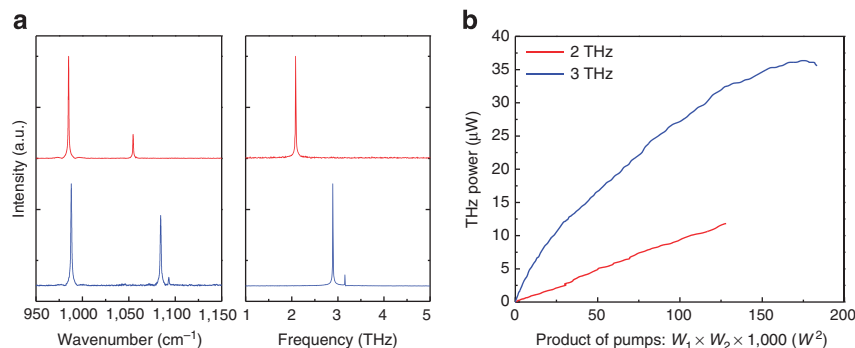 a
Intensity (a.u.)
950 1,000 1,050 1,100 1,150
Wavenumber (cm⁻¹)
1 2 3 4 5
Frequency (THz)
b
2 THz
3 THz
THz power (μW)
40
35
30
25
20
15
10
5
0
0 50 100 150 200
Product of pumps: W₁ × W₂ × 1,000 (W²)